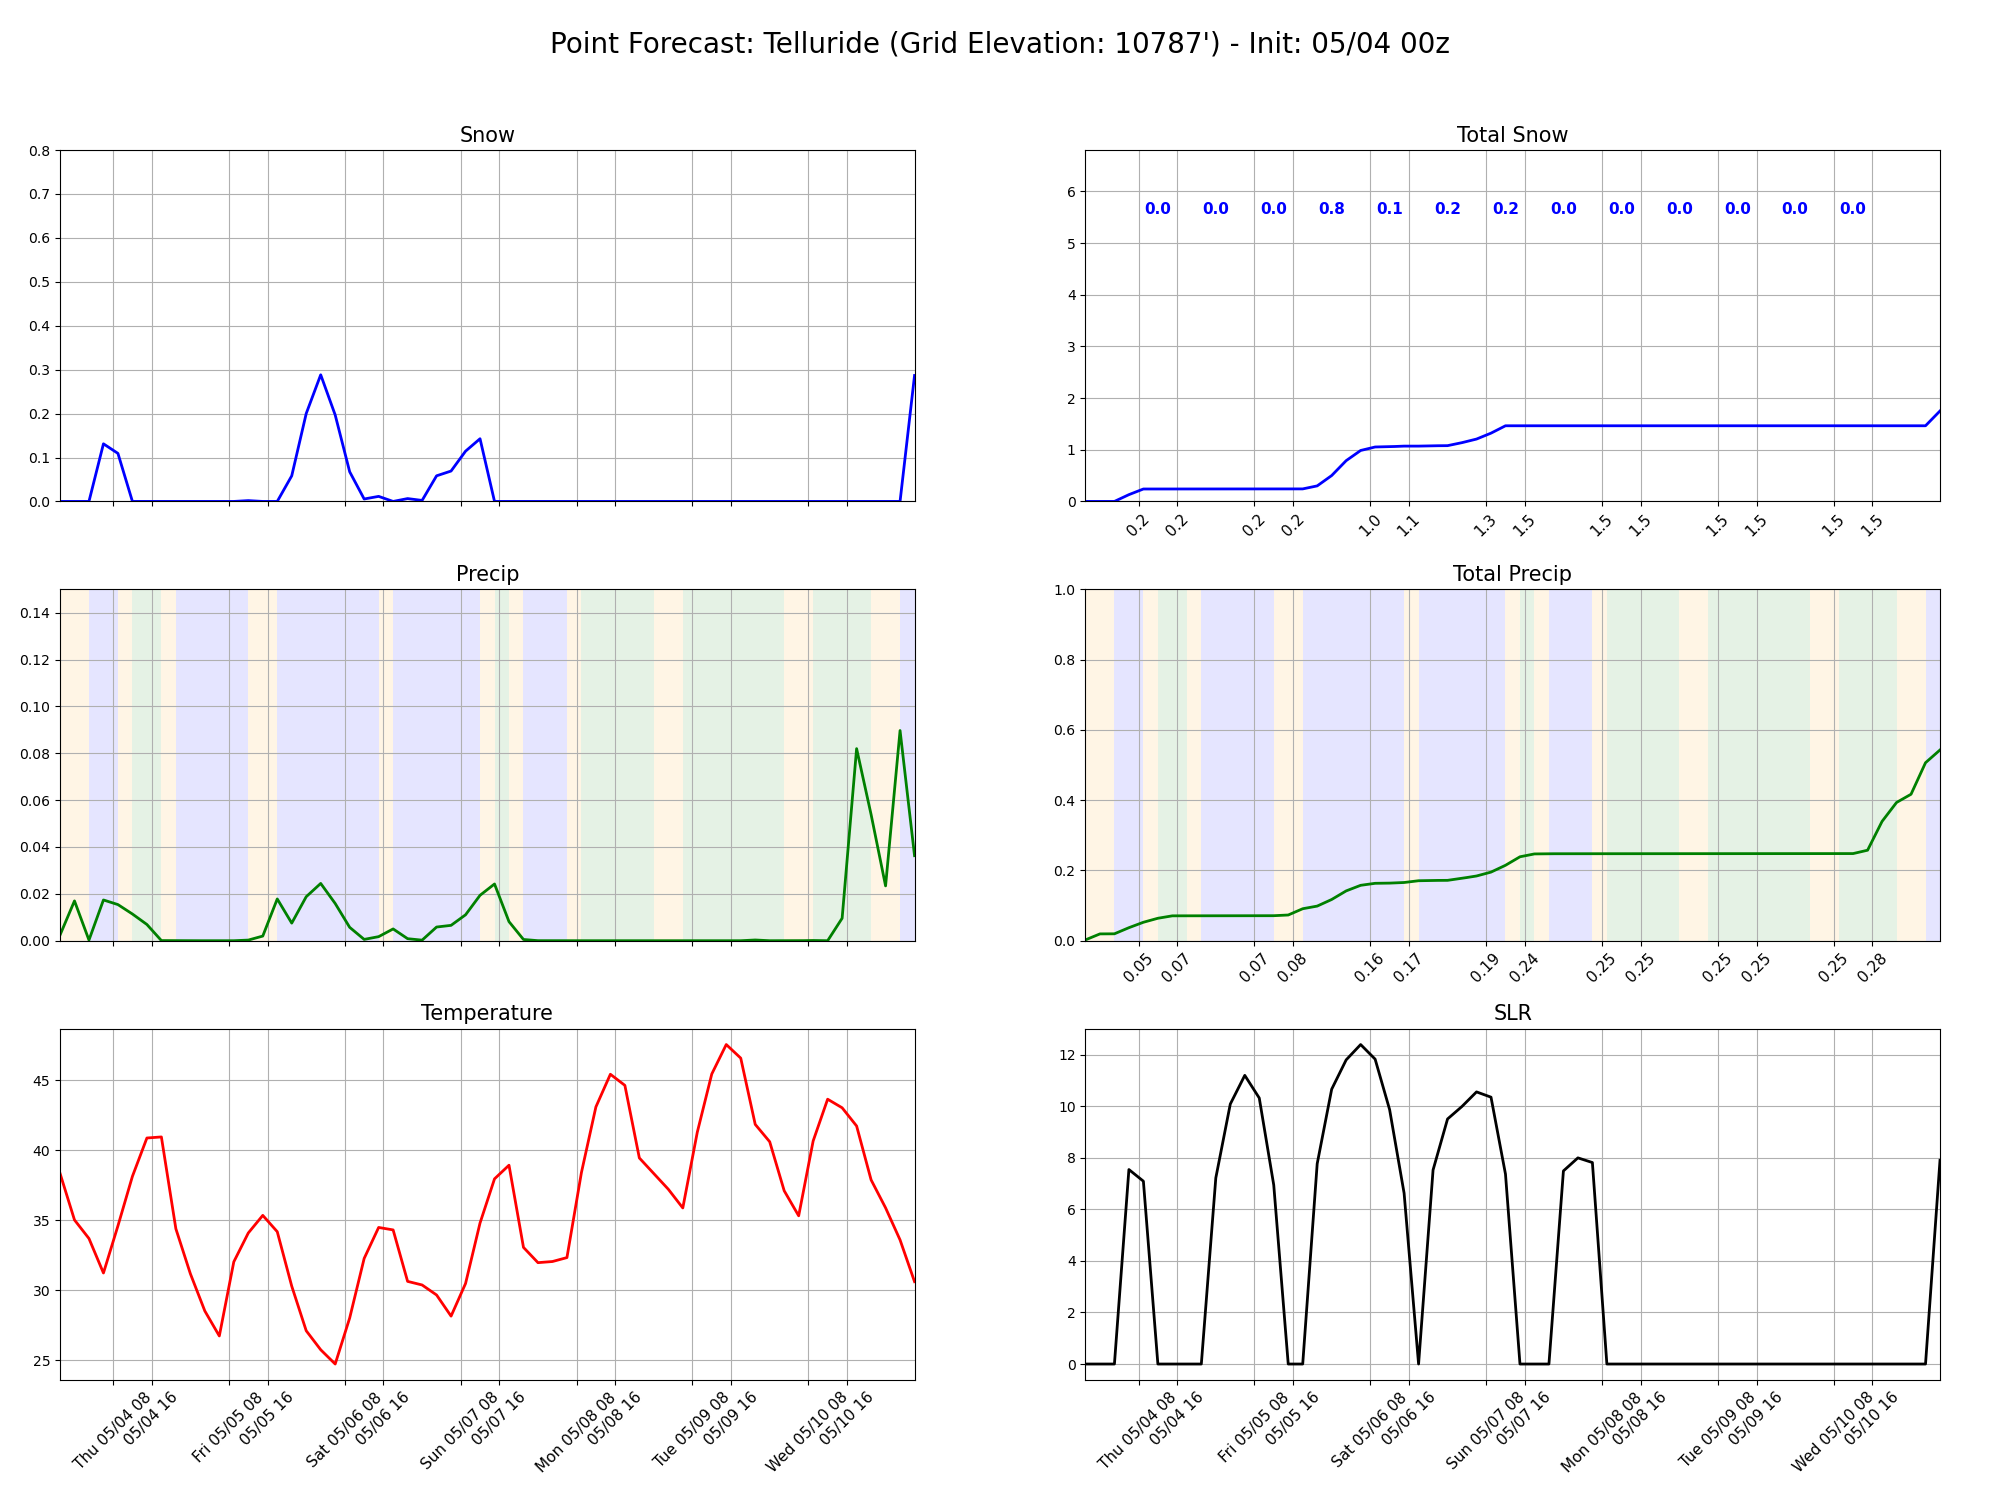 Point Forecast: Telluride (Grid Elevation: 10787') - Init: 05/04 00z
Snow
0.8
0.7
0.6
0.5
0.4
0.3
0.2
0.1
0.0
Total Snow
6
5
4
3
2
1
0
0.0 0.0 0.0 0.8 0.1 0.2 0.2 0.0 0.0 0.0 0.0 0.0 0.0
0.2 0.2 0.2 0.2 1.0 1.1 1.3 1.5 1.5 1.5 1.5 1.5 1.5 1.5
Precip
0.14
0.12
0.10
0.08
0.06
0.04
0.02
0.00
Total Precip
1.0
0.8
0.6
0.4
0.2
0.0
0.05 0.07 0.07 0.08 0.16 0.17 0.19 0.24 0.25 0.25 0.25 0.25 0.25 0.28
Temperature
45
40
35
30
25
Thu 05/04 08
05/04 16
Fri 05/05 08
05/05 16
Sat 05/06 08
05/06 16
Sun 05/07 08
05/07 16
Mon 05/08 08
05/08 16
Tue 05/09 08
05/09 16
Wed 05/10 08
05/10 16
SLR
12
10
8
6
4
2
0
Thu 05/04 08
05/04 16
Fri 05/05 08
05/05 16
Sat 05/06 08
05/06 16
Sun 05/07 08
05/07 16
Mon 05/08 08
05/08 16
Tue 05/09 08
05/09 16
Wed 05/10 08
05/10 16